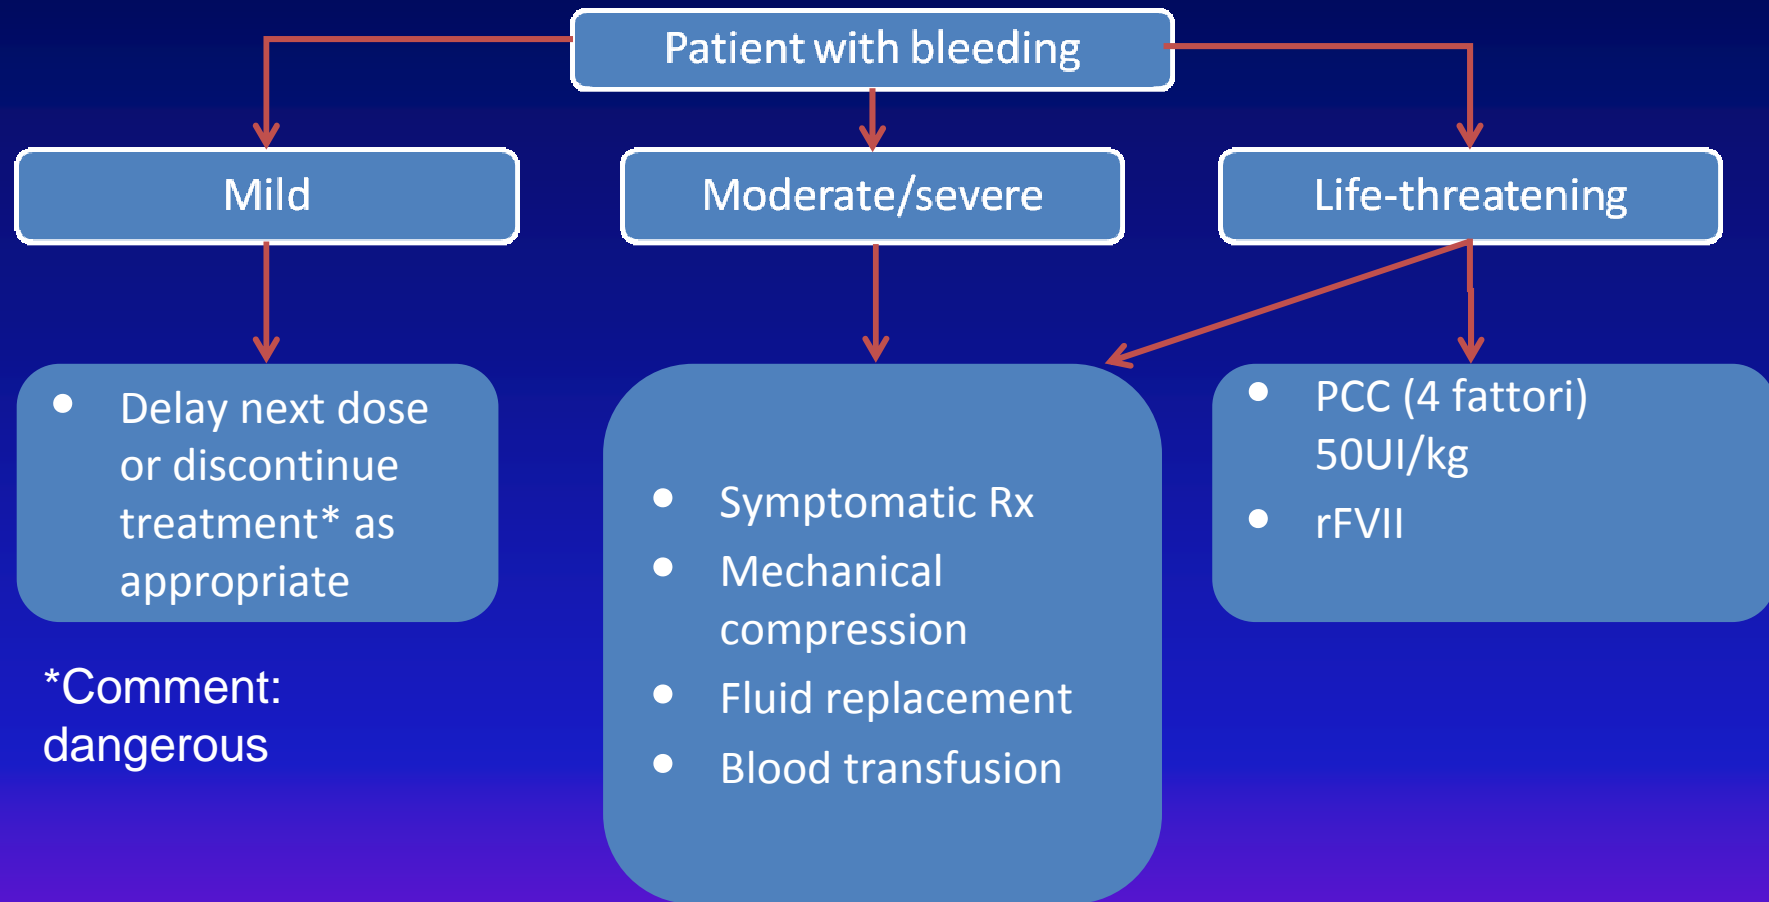 Patient with bleeding
Mild
Moderate/severe
Life-threatening
• Delay next dose
or discontinue
treatment* as
appropriate
*Comment:
dangerous
• Symptomatic Rx
• Mechanical
compression
• Fluid replacement
• Blood transfusion
• PCC (4 fattori)
50UI/kg
• rFVII